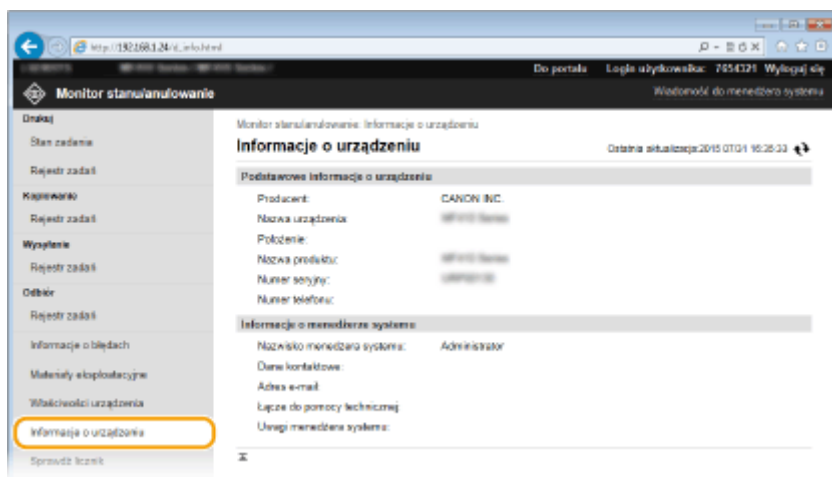 http://192.168.1.24/d_info.html
Do portalu Login użytkownika: 7654321 Wyloguj się
Monitor stanu/anulowanie
Wiadomość do menedżera systemu
Drukuj
Stan zadania
Rejestr zadań
Kopiowanie
Rejestr zadań
Wysyłanie
Rejestr zadań
Odbiór
Rejestr zadań
Informacje o błędach
Materiały eksploatacyjne
Właściwości urządzenia
Informacje o urządzeniu
Sprawdź licznik
Monitor stanu/anulowanie: Informacje o urządzeniu
Informacje o urządzeniu
Ostatnia aktualizacja:2015 07/31 16:35:33
Podstawowe informacje o urządzeniu
Producent: CANON INC.
Nazwa urządzenia:
Położenie:
Nazwa produktu:
Numer seryjny:
Numer telefonu:
Informacje o menedżerze systemu
Nazwisko menedżara systemu: Administrator
Dane kontaktowe:
Adres e-mail:
Łącze do pomocy technicznej:
Uwagi menedżera systemu: